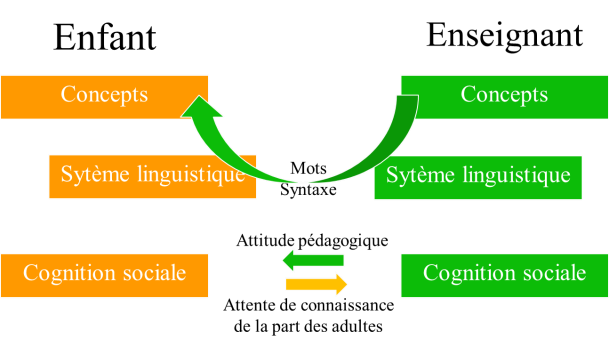 Enfant
Enseignant
Concepts
Concepts
Sytème linguistique
Mots
Syntaxe
Sytème linguistique
Attitude pédagogique
Cognition sociale
Cognition sociale
Attente de connaissance
de la part des adultes